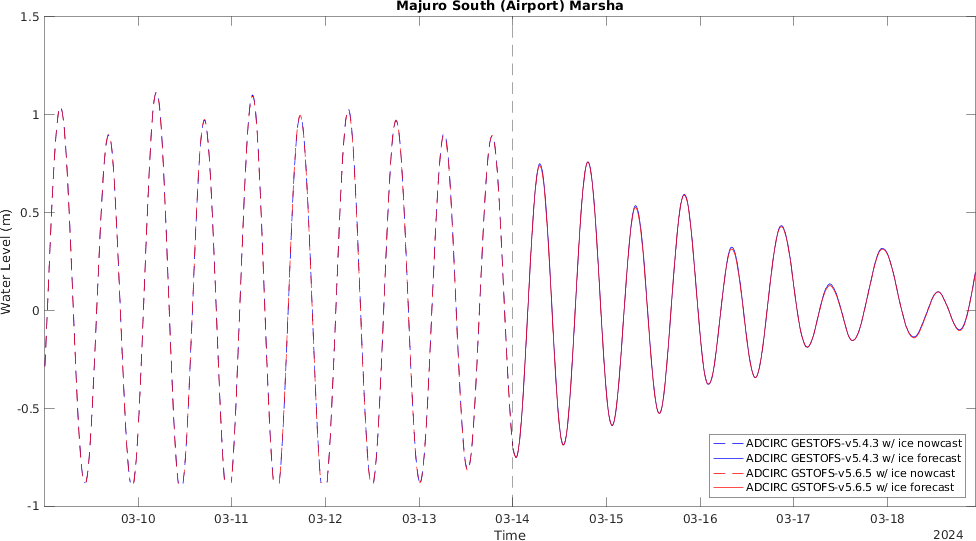 Majuro South (Airport) Marsha
1.5
1
0.5
0
-0.5
-1
Water Level (m)
03-10
03-11
03-12
03-13
03-14
03-15
03-16
03-17
03-18
Time
2024
ADCIRC GESTOFS-v5.4.3 w/ ice nowcast
ADCIRC GESTOFS-v5.4.3 w/ ice forecast
ADCIRC GSTOFS-v5.6.5 w/ ice nowcast
ADCIRC GSTOFS-v5.6.5 w/ ice forecast